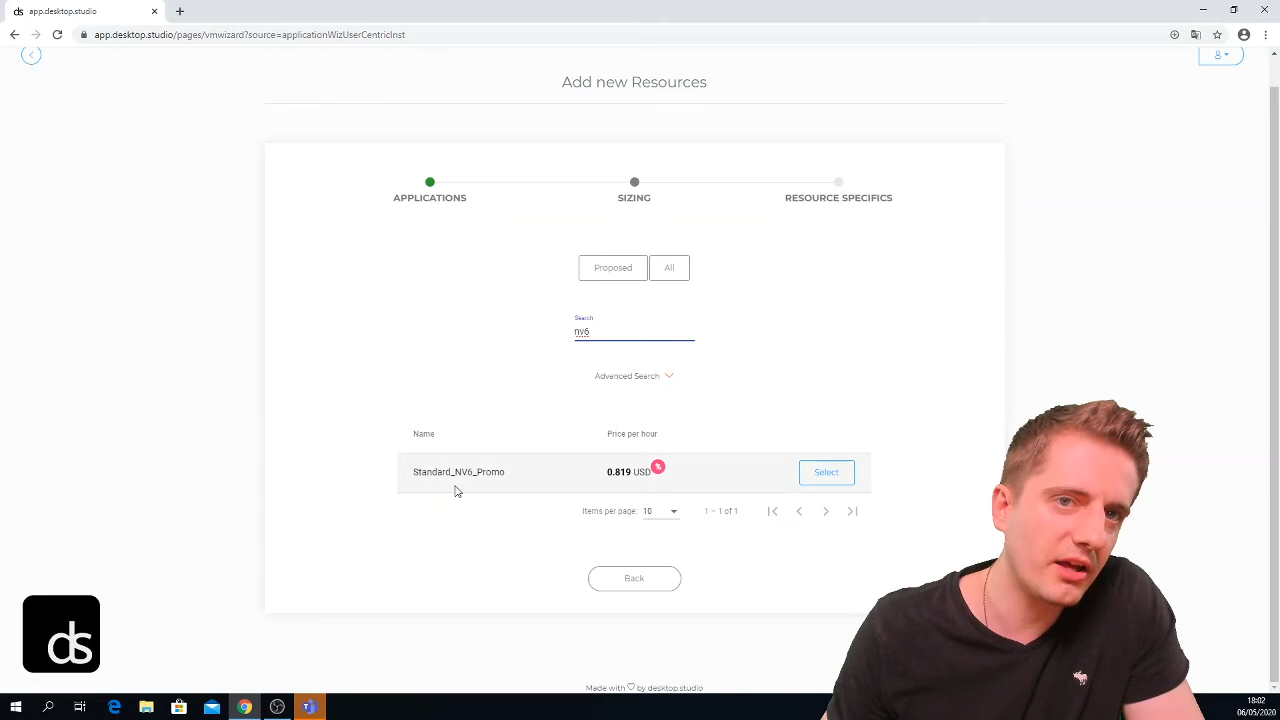 ds
app.desktop.studio
app.desktop.studio/pages/vmwizard?source=applicationWizUserCentricInst
Add new Resources
APPLICATIONS
SIZING
RESOURCE SPECIFICS
Proposed
All
Search
nv6
Advanced Search
Name
Price per hour
Standard_NV6_Promo
0.819 USD %
Select
Items per page: 10
1 – 1 of 1
Back
ds
Made with ♡ by desktop.studio
18:02
06/05/2020